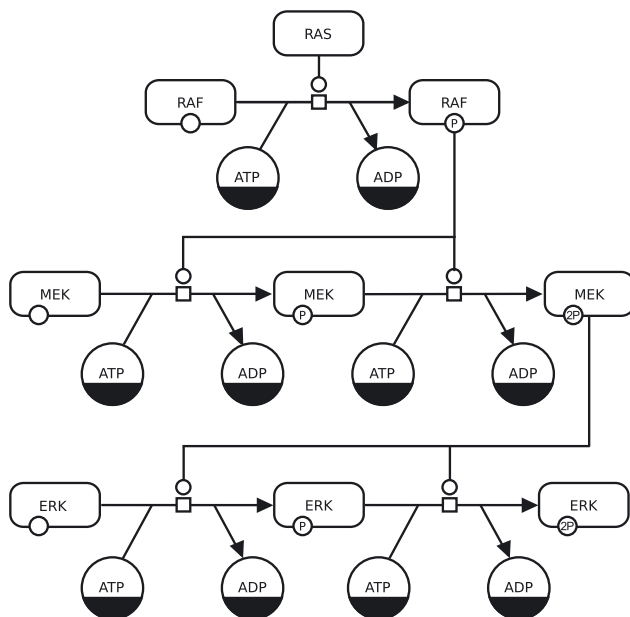 RAS
RAF
RAF
P
ATP
ADP
MEK
MEK
MEK
P
2P
ATP
ADP
ATP
ADP
ERK
ERK
ERK
P
2P
ATP
ADP
ATP
ADP